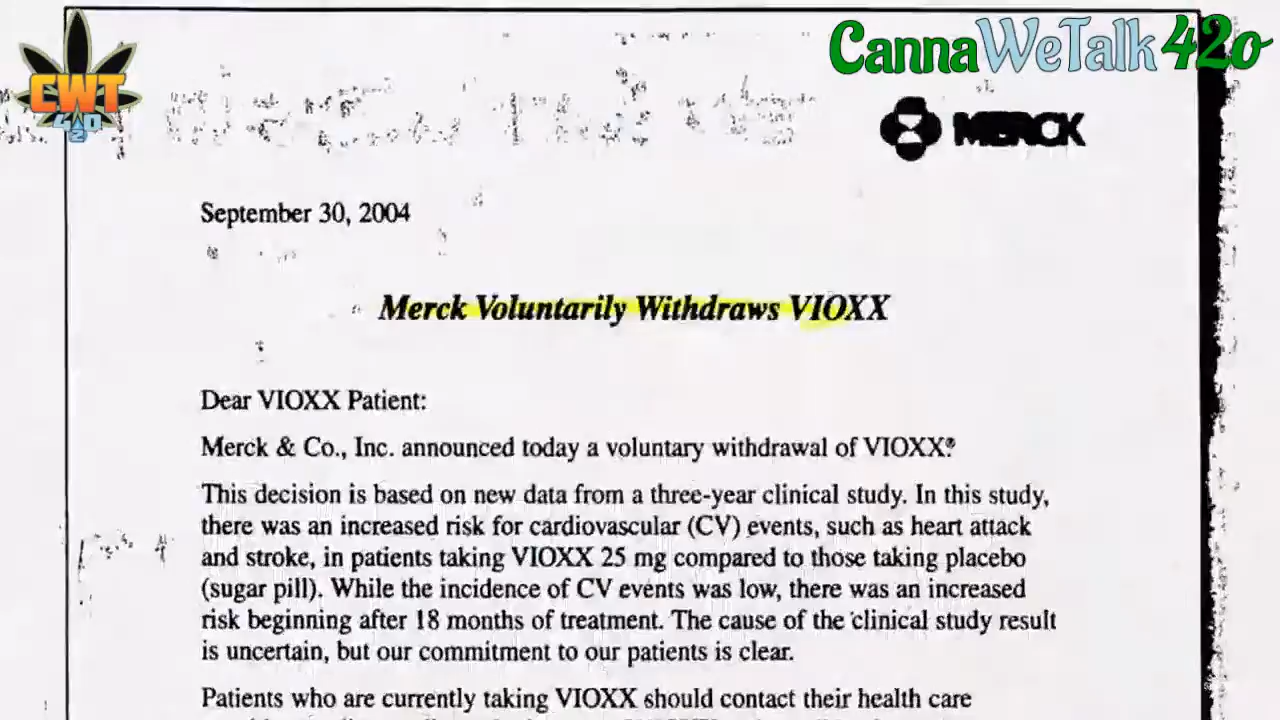 CWT
420
CannaWeTalk420
MERCK
September 30, 2004
Merck Voluntarily Withdraws VIOXX
Dear VIOXX Patient:
Merck & Co., Inc. announced today a voluntary withdrawal of VIOXX®
This decision is based on new data from a three-year clinical study. In this study,
there was an increased risk for cardiovascular (CV) events, such as heart attack
and stroke, in patients taking VIOXX 25 mg compared to those taking placebo
(sugar pill). While the incidence of CV events was low, there was an increased
risk beginning after 18 months of treatment. The cause of the clinical study result
is uncertain, but our commitment to our patients is clear.
Patients who are currently taking VIOXX should contact their health care